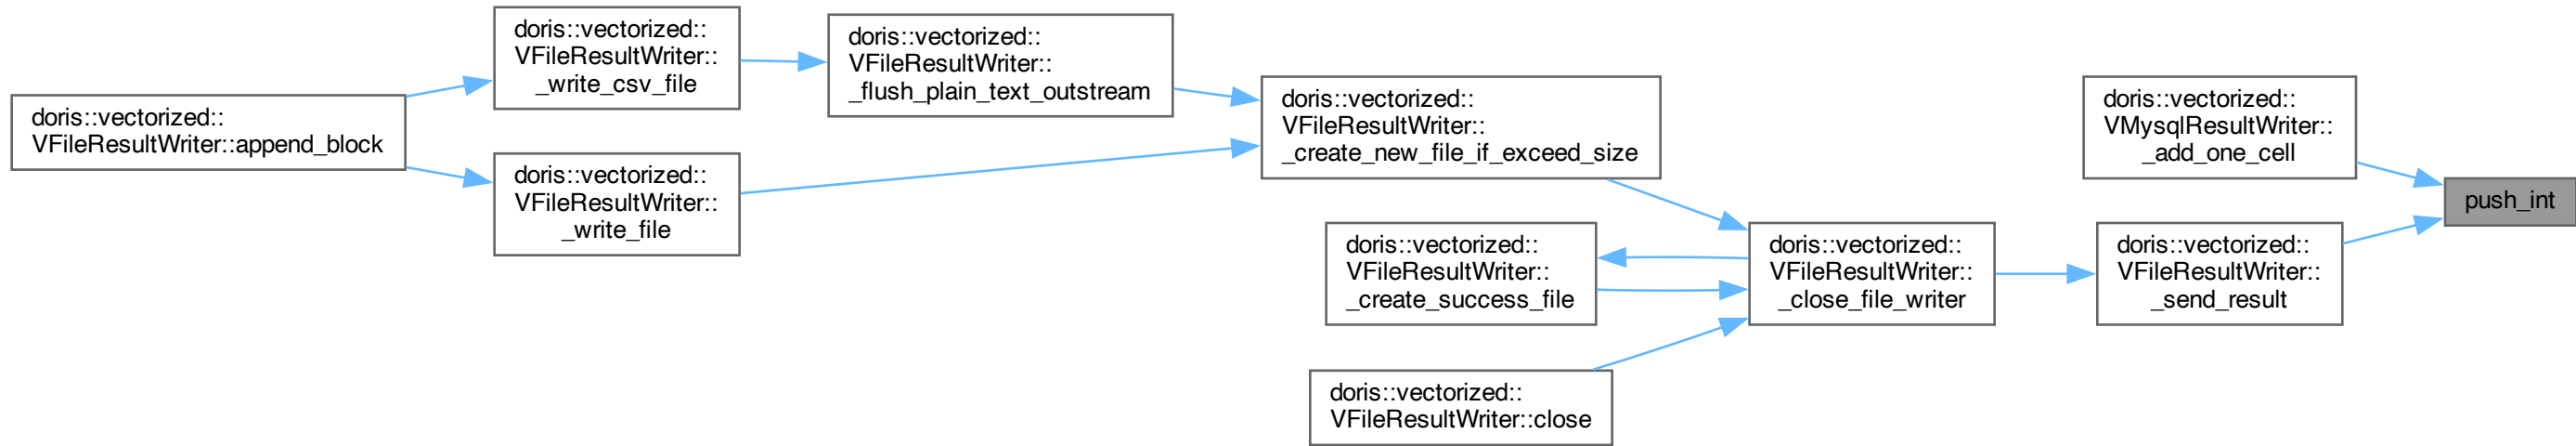 doris::vectorized::
VFileResultWriter::append_block
doris::vectorized::
VFileResultWriter::
_write_csv_file
doris::vectorized::
VFileResultWriter::
_write_file
doris::vectorized::
VFileResultWriter::
_flush_plain_text_outstream
doris::vectorized::
VFileResultWriter::
_create_new_file_if_exceed_size
doris::vectorized::
VFileResultWriter::
_create_success_file
doris::vectorized::
VFileResultWriter::close
doris::vectorized::
VFileResultWriter::
_close_file_writer
doris::vectorized::
VMysqlResultWriter::
_add_one_cell
doris::vectorized::
VFileResultWriter::
_send_result
push_int